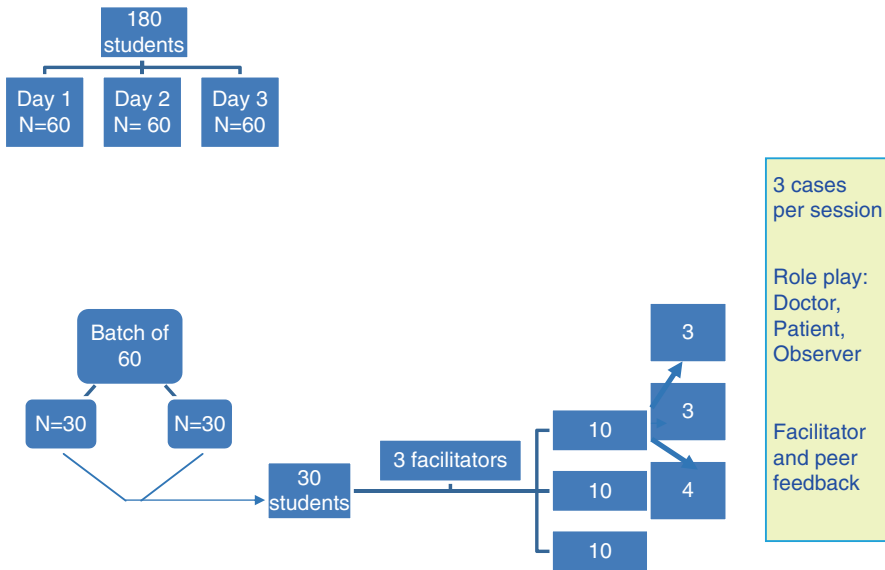 180
students
Day 1
N=60
Day 2
N= 60
Day 3
N=60
Batch of
60
N=30
N=30
30
students
3 facilitators
10
10
10
3
3
4
3 cases
per session
Role play:
Doctor,
Patient,
Observer
Facilitator
and peer
feedback